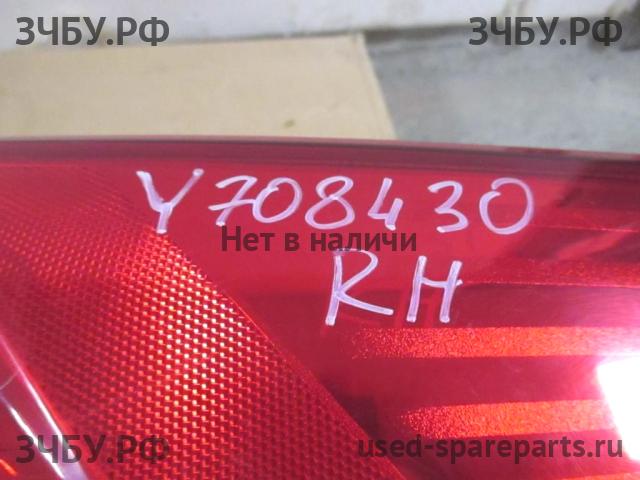 ЗЧБУ.РФ ЗЧБУ.РФ
Y708430
Нет в наличи
RH
ЗЧБУ.РФ used-spareparts.ru